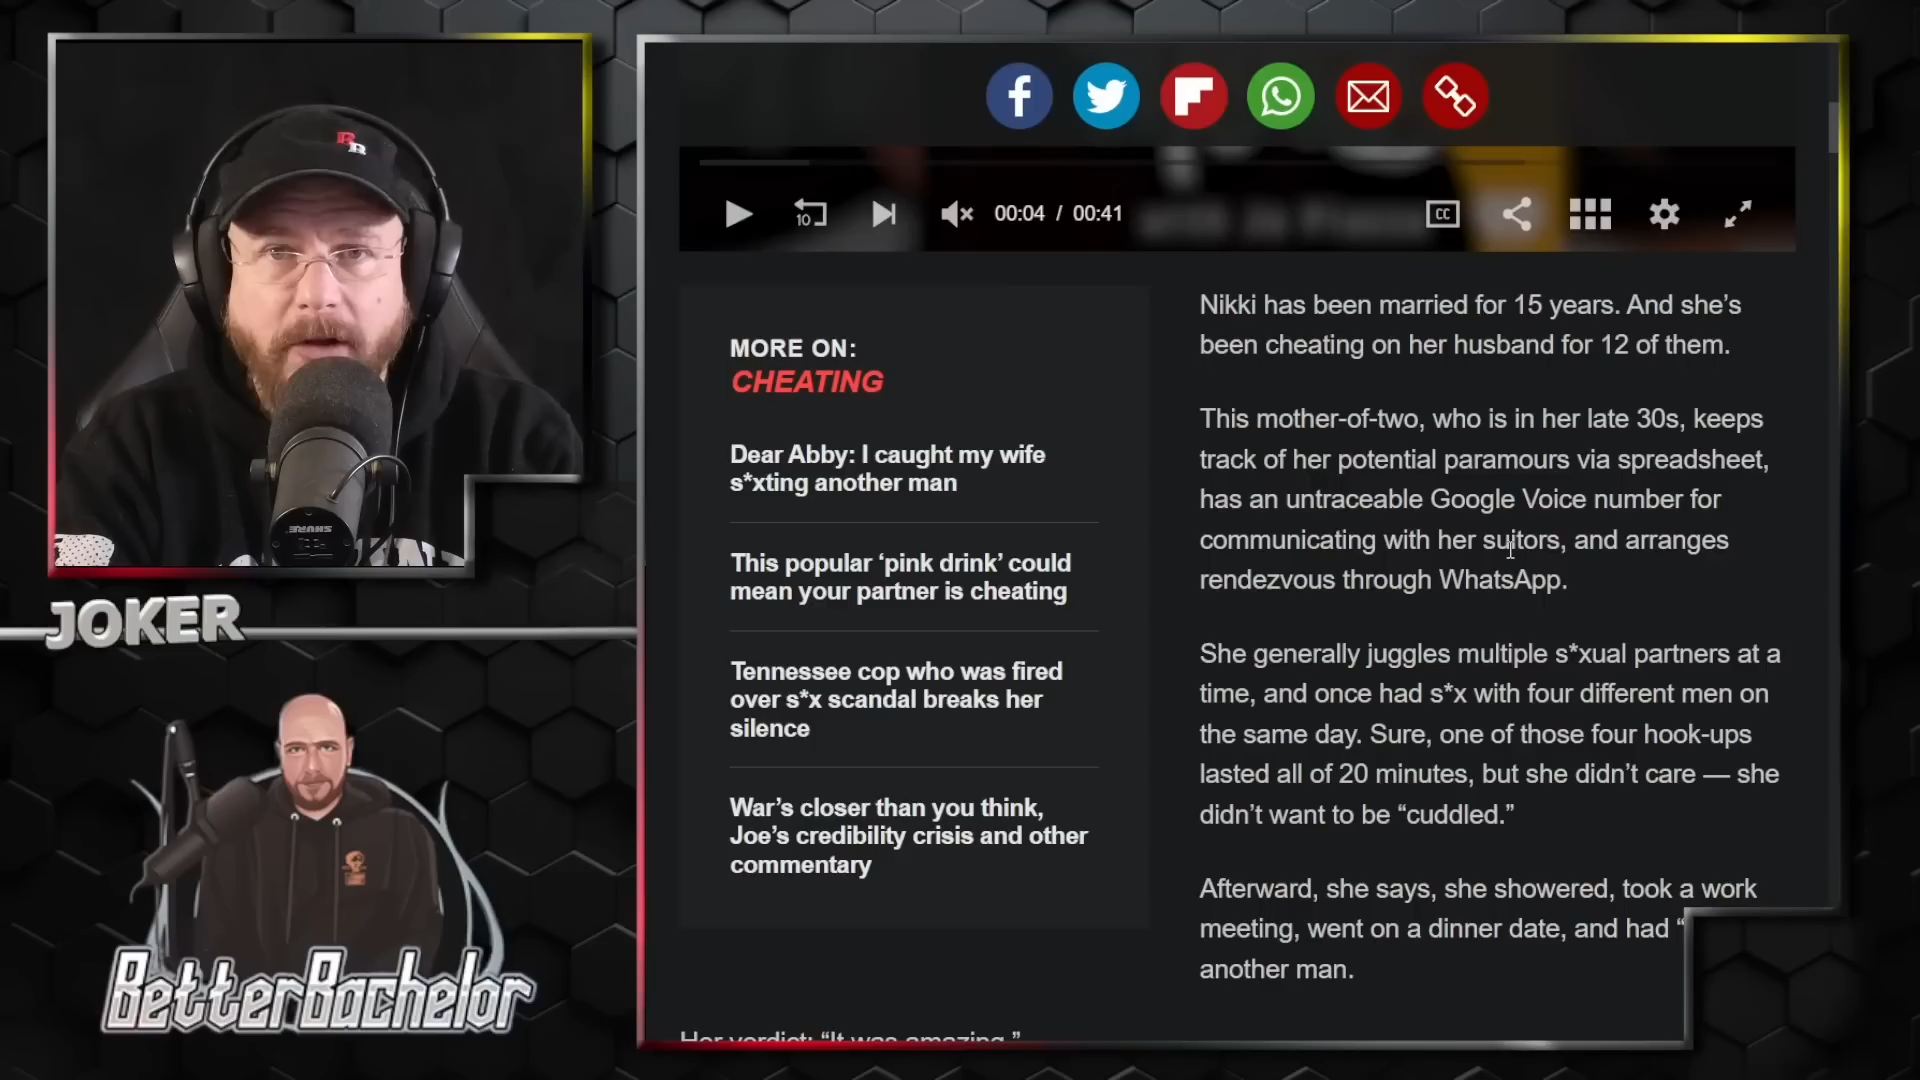 JOKER
BetterBachelor
SHURE
10
00:04 / 00:41
CC
MORE ON:
CHEATING
Dear Abby: I caught my wife
s*xting another man
This popular ‘pink drink’ could
mean your partner is cheating
Tennessee cop who was fired
over s*x scandal breaks her
silence
War’s closer than you think,
Joe’s credibility crisis and other
commentary
Nikki has been married for 15 years. And she’s
been cheating on her husband for 12 of them.
This mother-of-two, who is in her late 30s, keeps
track of her potential paramours via spreadsheet,
has an untraceable Google Voice number for
communicating with her suitors, and arranges
rendezvous through WhatsApp.
She generally juggles multiple s*xual partners at a
time, and once had s*x with four different men on
the same day. Sure, one of those four hook-ups
lasted all of 20 minutes, but she didn’t care — she
didn’t want to be “cuddled.”
Afterward, she says, she showered, took a work
meeting, went on a dinner date, and had “
another man.
Her verdict: “It was amazing.”